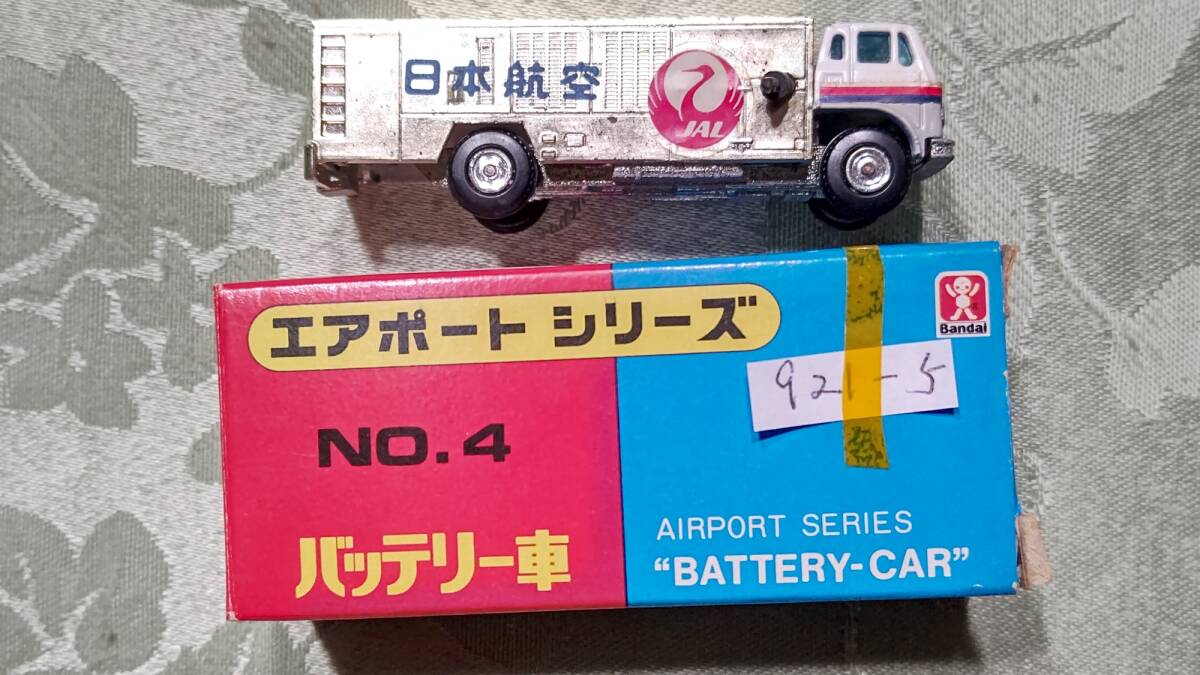 日本航空
JAL
エアポート シリーズ
Bandai
921-5
NO.4
バッテリー車
AIRPORT SERIES
“BATTERY-CAR”